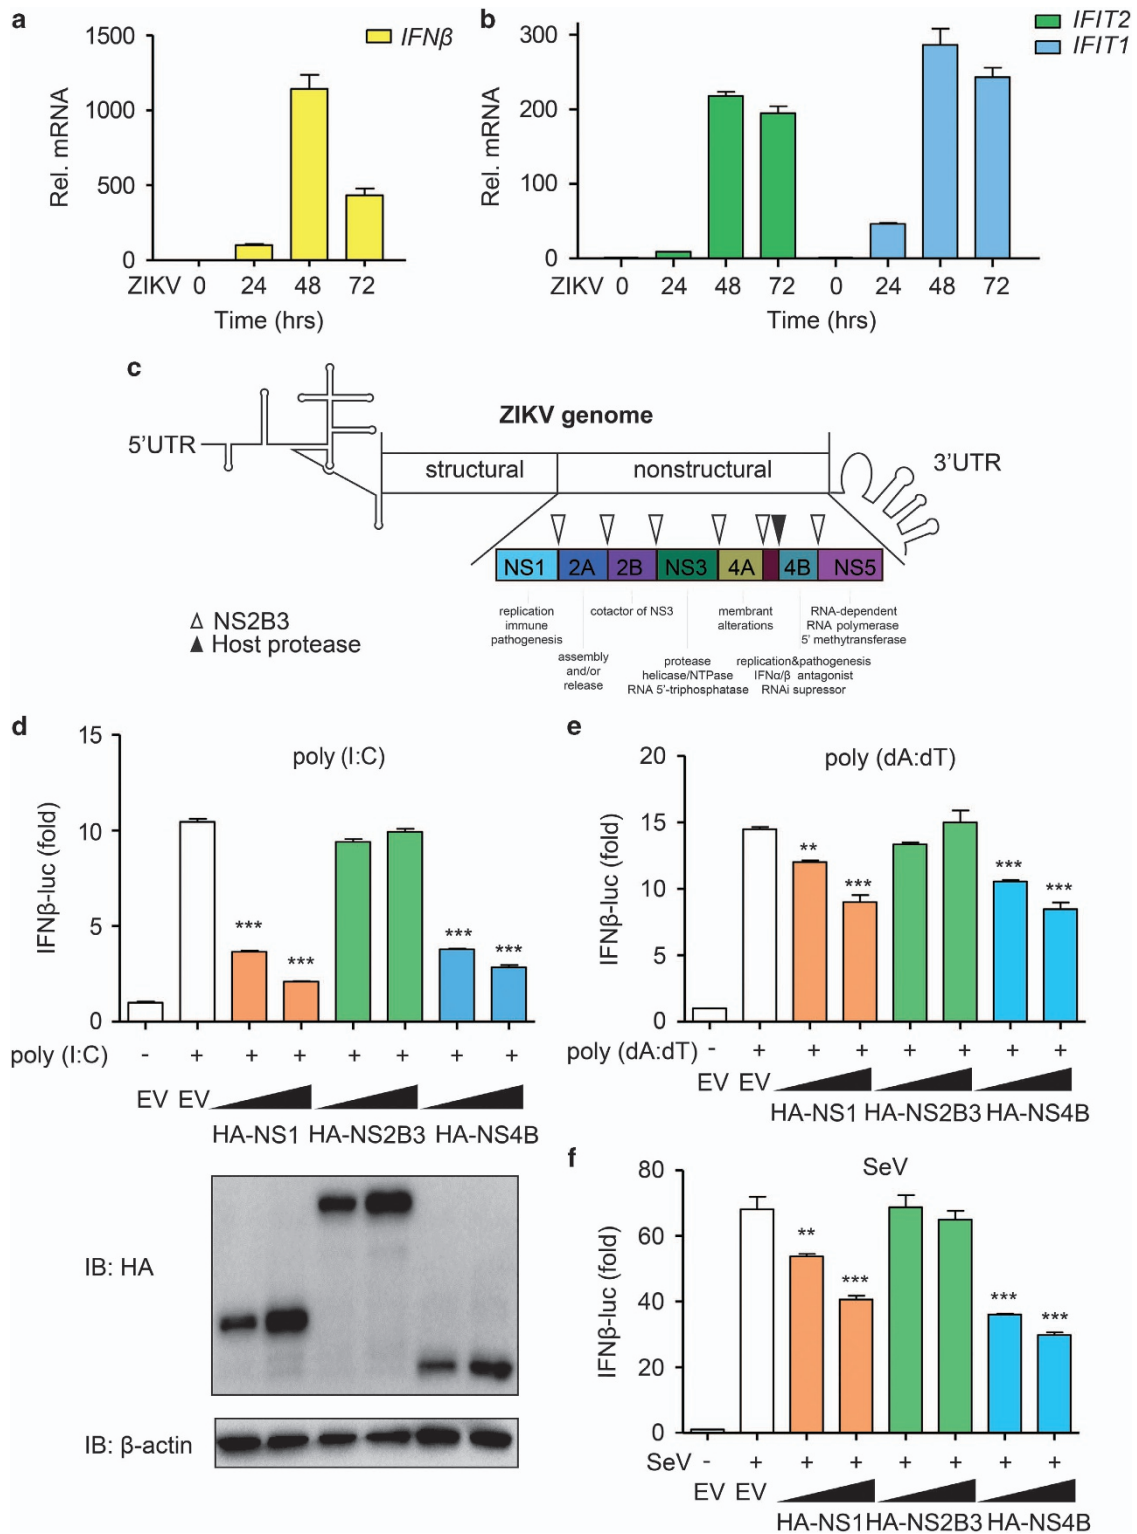 a
IFNβ
1500
1000
500
0
Rel. mRNA
ZIKV 0 24 48 72
Time (hrs)
b
IFIT2
IFIT1
300
200
100
0
Rel. mRNA
ZIKV 0 24 48 72 0 24 48 72
Time (hrs)
c
ZIKV genome
5'UTR
structural nonstructural
3'UTR
NS1 2A 2B NS3 4A 4B NS5
NS2B3
Host protease
replication
immune
pathogenesis
assembly
and/or
release
cotactor of NS3
protease
helicase/NTPase
RNA 5'-triphosphatase
membrant
alterations
replication&pathogenesis
IFNα/β antagonist
RNAi supressor
RNA-dependent
RNA polymerase
5' methytransferase
d
poly (I:C)
15
10
5
0
IFNβ-luc (fold)
*** *** *** ***
poly (I:C) - + + + + + + +
EV EV
HA-NS1 HA-NS2B3 HA-NS4B
IB: HA
IB: β-actin
e
poly (dA:dT)
20
15
10
5
0
IFNβ-luc (fold)
** *** *** ***
poly (dA:dT) - + + + + + + +
EV EV
HA-NS1 HA-NS2B3 HA-NS4B
f
SeV
80
60
40
20
0
IFNβ-luc (fold)
** *** *** ***
SeV - + + + + + + +
EV EV
HA-NS1 HA-NS2B3 HA-NS4B